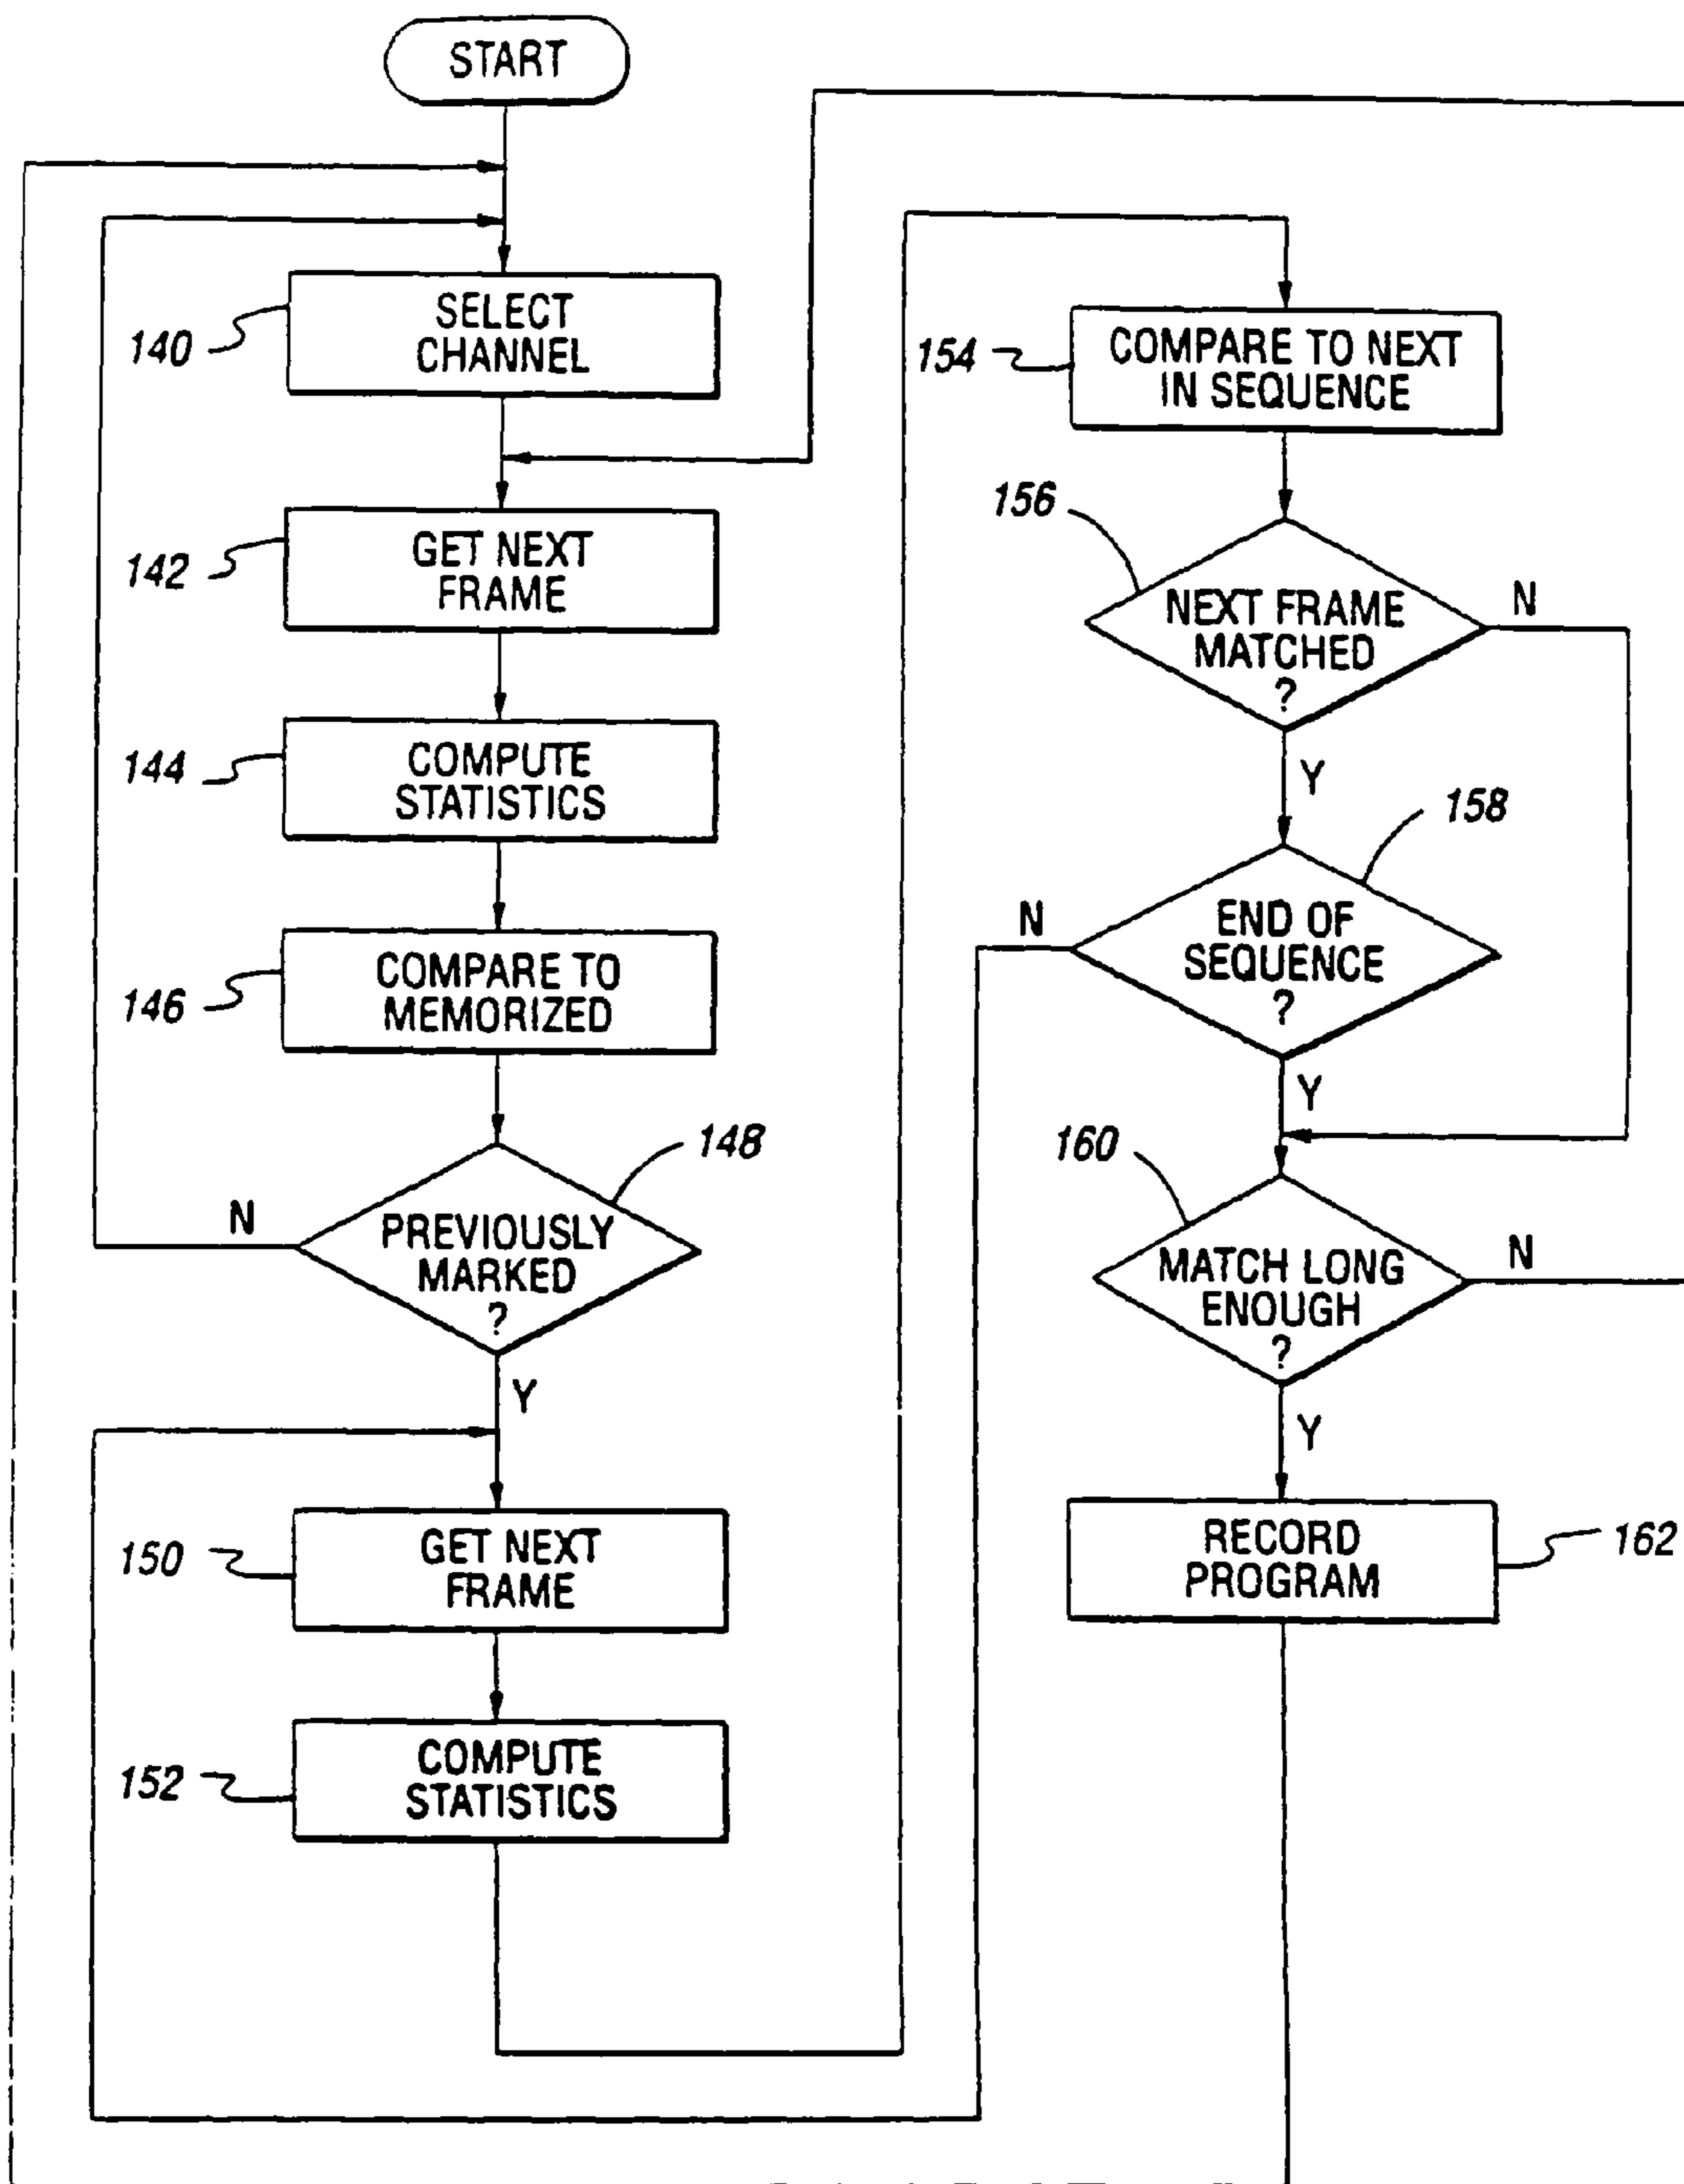 START
140
SELECT
CHANNEL
142
GET NEXT
FRAME
144
COMPUTE
STATISTICS
146
COMPARE TO
MEMORIZED
148
PREVIOUSLY
MARKED
?
N
Y
150
GET NEXT
FRAME
152
COMPUTE
STATISTICS
154
COMPARE TO NEXT
IN SEQUENCE
156
NEXT FRAME
MATCHED
?
N
Y
158
END OF
SEQUENCE
?
N
Y
160
MATCH LONG
ENOUGH
?
N
Y
RECORD
PROGRAM
162